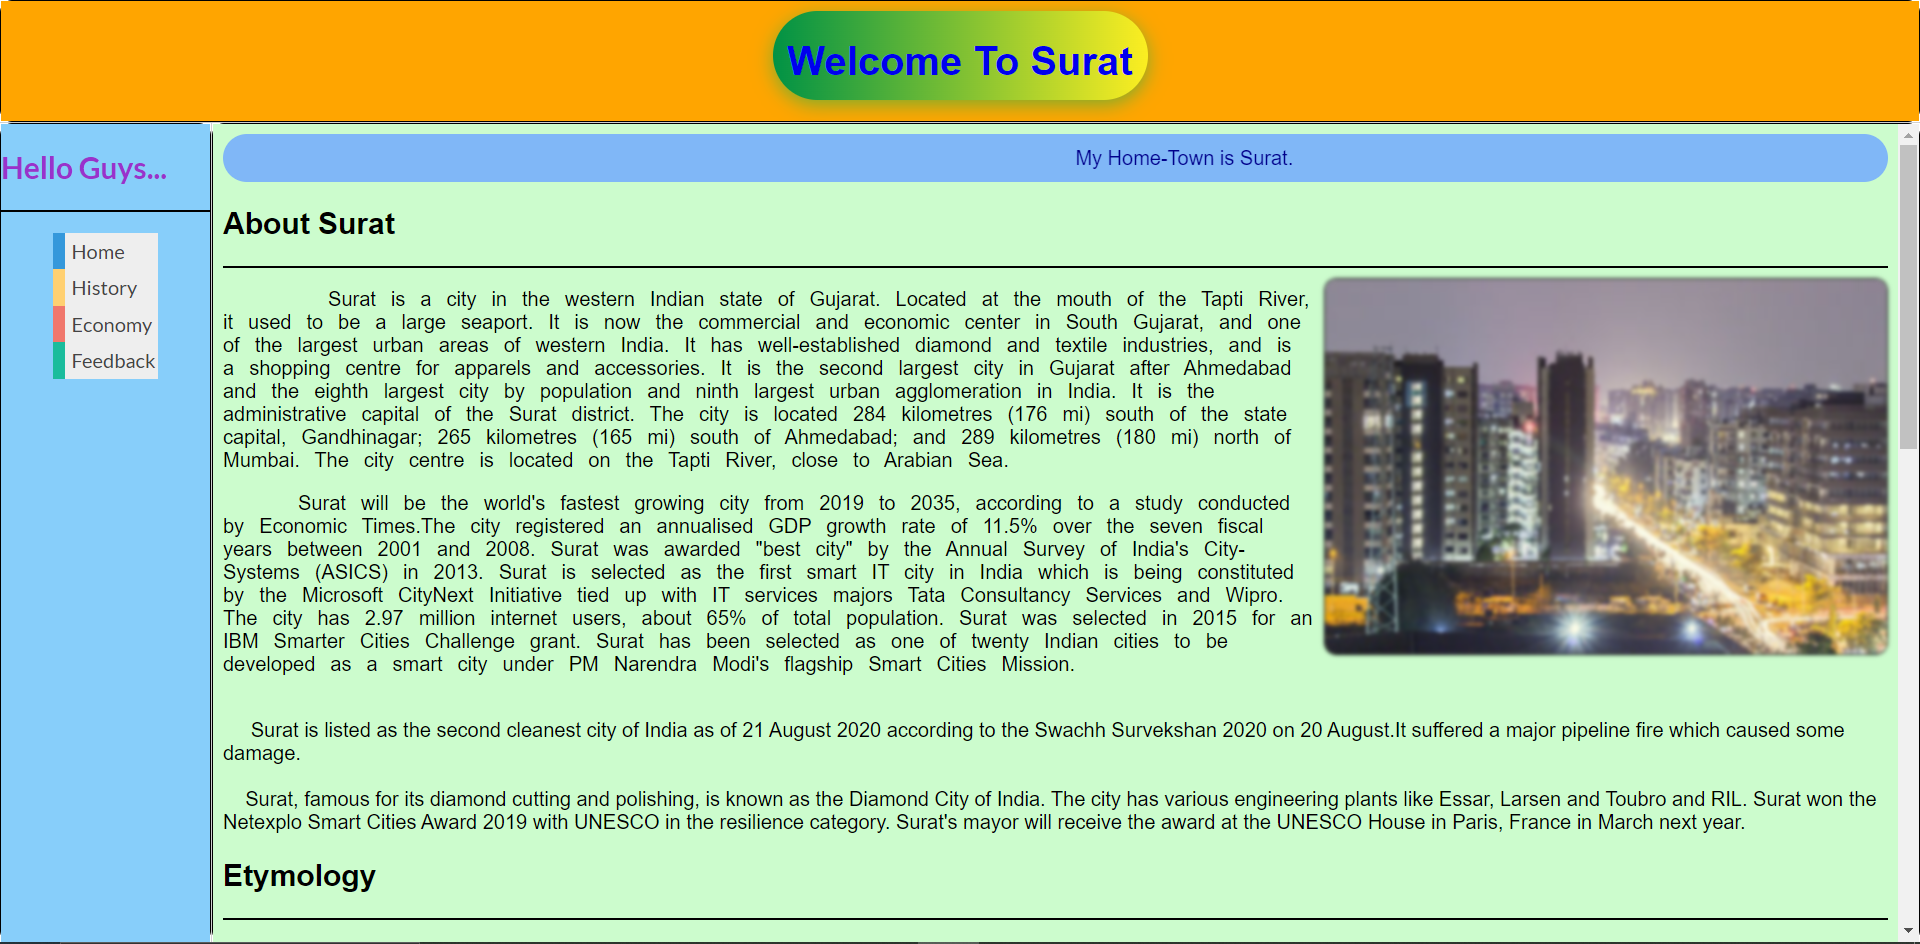 Welcome To Surat
Hello Guys...
Home
History
Economy
Feedback
My Home-Town is Surat.
About Surat
Surat is a city in the western Indian state of Gujarat. Located at the mouth of the Tapti River,
it used to be a large seaport. It is now the commercial and economic center in South Gujarat, and one
of the largest urban areas of western India. It has well-established diamond and textile industries, and is
a shopping centre for apparels and accessories. It is the second largest city in Gujarat after Ahmedabad
and the eighth largest city by population and ninth largest urban agglomeration in India. It is the
administrative capital of the Surat district. The city is located 284 kilometres (176 mi) south of the state
capital, Gandhinagar; 265 kilometres (165 mi) south of Ahmedabad; and 289 kilometres (180 mi) north of
Mumbai. The city centre is located on the Tapti River, close to Arabian Sea.
Surat will be the world's fastest growing city from 2019 to 2035, according to a study conducted
by Economic Times.The city registered an annualised GDP growth rate of 11.5% over the seven fiscal
years between 2001 and 2008. Surat was awarded "best city" by the Annual Survey of India's City-
Systems (ASICS) in 2013. Surat is selected as the first smart IT city in India which is being constituted
by the Microsoft CityNext Initiative tied up with IT services majors Tata Consultancy Services and Wipro.
The city has 2.97 million internet users, about 65% of total population. Surat was selected in 2015 for an
IBM Smarter Cities Challenge grant. Surat has been selected as one of twenty Indian cities to be
developed as a smart city under PM Narendra Modi's flagship Smart Cities Mission.
Surat is listed as the second cleanest city of India as of 21 August 2020 according to the Swachh Survekshan 2020 on 20 August.It suffered a major pipeline fire which caused some
damage.
Surat, famous for its diamond cutting and polishing, is known as the Diamond City of India. The city has various engineering plants like Essar, Larsen and Toubro and RIL. Surat won the
Netexplo Smart Cities Award 2019 with UNESCO in the resilience category. Surat's mayor will receive the award at the UNESCO House in Paris, France in March next year.
Etymology